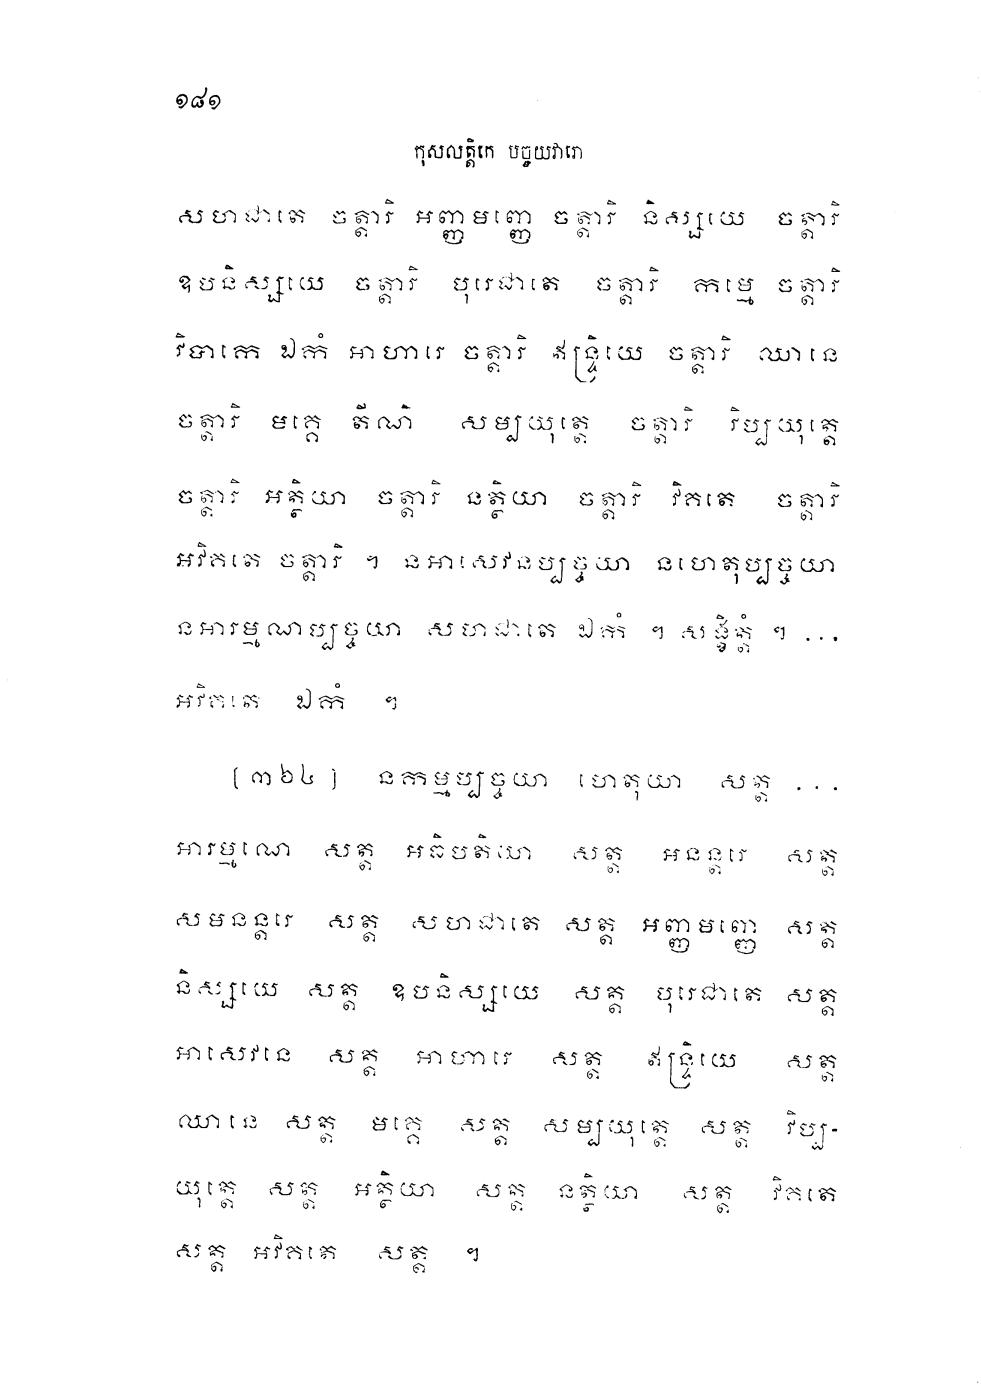 ១៨១
កុសលត្តិកេ បច្ចយវារោ
សហជាតេ ចត្តារិ អញ្ញមញ្ញេ ចត្តារិ និស្សយេ ចត្តារិ
ឧបនិស្សយេ ចត្តារិ បុរេជាតេ ចត្តារិ កម្មេ ចត្តារិ
វិបាកេ ឯកំ អាហារេ ចត្តារិ ឥន្ទ្រិយេ ចត្តារិ ឈានេ
ចត្តារិ មគ្គេ តីណិ សម្បយុត្តេ ចត្តារិ វិប្បយុត្តេ
ចត្តារិ អត្ថិយា ចត្តារិ នត្ថិយា ចត្តារិ វិគតេ ចត្តារិ
អវិគតេ ចត្តារិ ។ នអាសេវនប្បច្ចយា នហេតុប្បច្ចយា
នអារម្មណប្បច្ចយា សហជាតេ ឯកំ ។ សង្ខិត្តំ ។ ...
អវិគតេ ឯកំ ។
[៣៦៤] នកម្មប្បច្ចយា ហេតុយា សត្ត ...
អារម្មណេ សត្ត អធិបតិយា សត្ត អនន្តរេ សត្ត
សមនន្តរេ សត្ត សហជាតេ សត្ត អញ្ញមញ្ញេ សត្ត
និស្សយេ សត្ត ឧបនិស្សយេ សត្ត បុរេជាតេ សត្ត
អាសេវនេ សត្ត អាហារេ សត្ត ឥន្ទ្រិយេ សត្ត
ឈានេ សត្ត មគ្គេ សត្ត សម្បយុត្តេ សត្ត វិប្ប-
យុត្តេ សត្ត អត្ថិយា សត្ត នត្ថិយា សត្ត វិគតេ
សត្ត អវិគតេ សត្ត ។